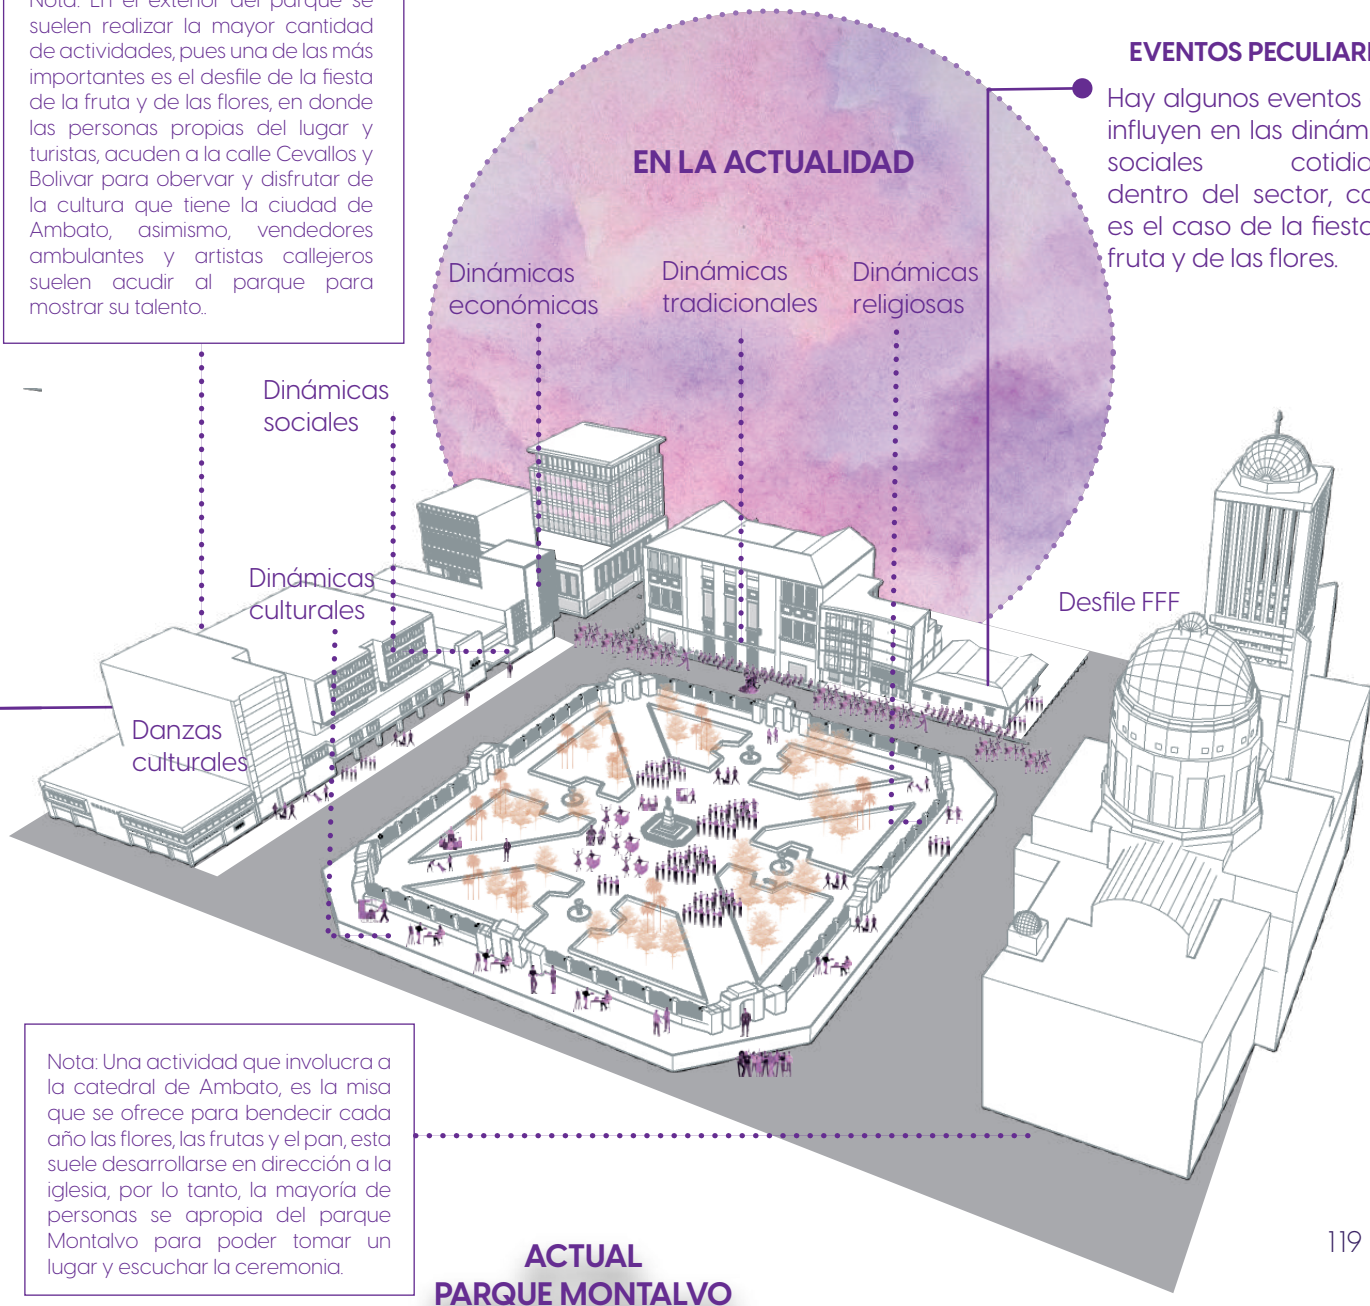 Nota: En el exterior del parque se
suelen realizar la mayor cantidad
de actividades, pues una de las más
importantes es el desfile de la fiesta
de la fruta y de las flores, en donde
las personas propias del lugar y
turistas, acuden a la calle Cevallos y
Bolivar para obervar y disfrutar de
la cultura que tiene la ciudad de
Ambato, asimismo, vendedores
ambulantes y artistas callejeros
suelen acudir al parque para
mostrar su talento..
EN LA ACTUALIDAD
EVENTOS
Hay algunos eventos
influyen en las
sociales
dentro del sector,
es el caso de la
fruta y de las flores.
Dinámicas
económicas
Dinámicas
tradicionales
Dinámicas
religiosas
Dinámicas
sociales
Dinámicas
culturales
Desfile FFF
Danzas
culturales
Nota: Una actividad que involucra a
la catedral de Ambato, es la misa
que se ofrece para bendecir cada
año las flores, las frutas y el pan, esta
suele desarrollarse en dirección a la
iglesia, por lo tanto, la mayoría de
personas se apropia del parque
Montalvo para poder tomar un
lugar y escuchar la ceremonia.
ACTUAL
PARQUE MONTALVO
119